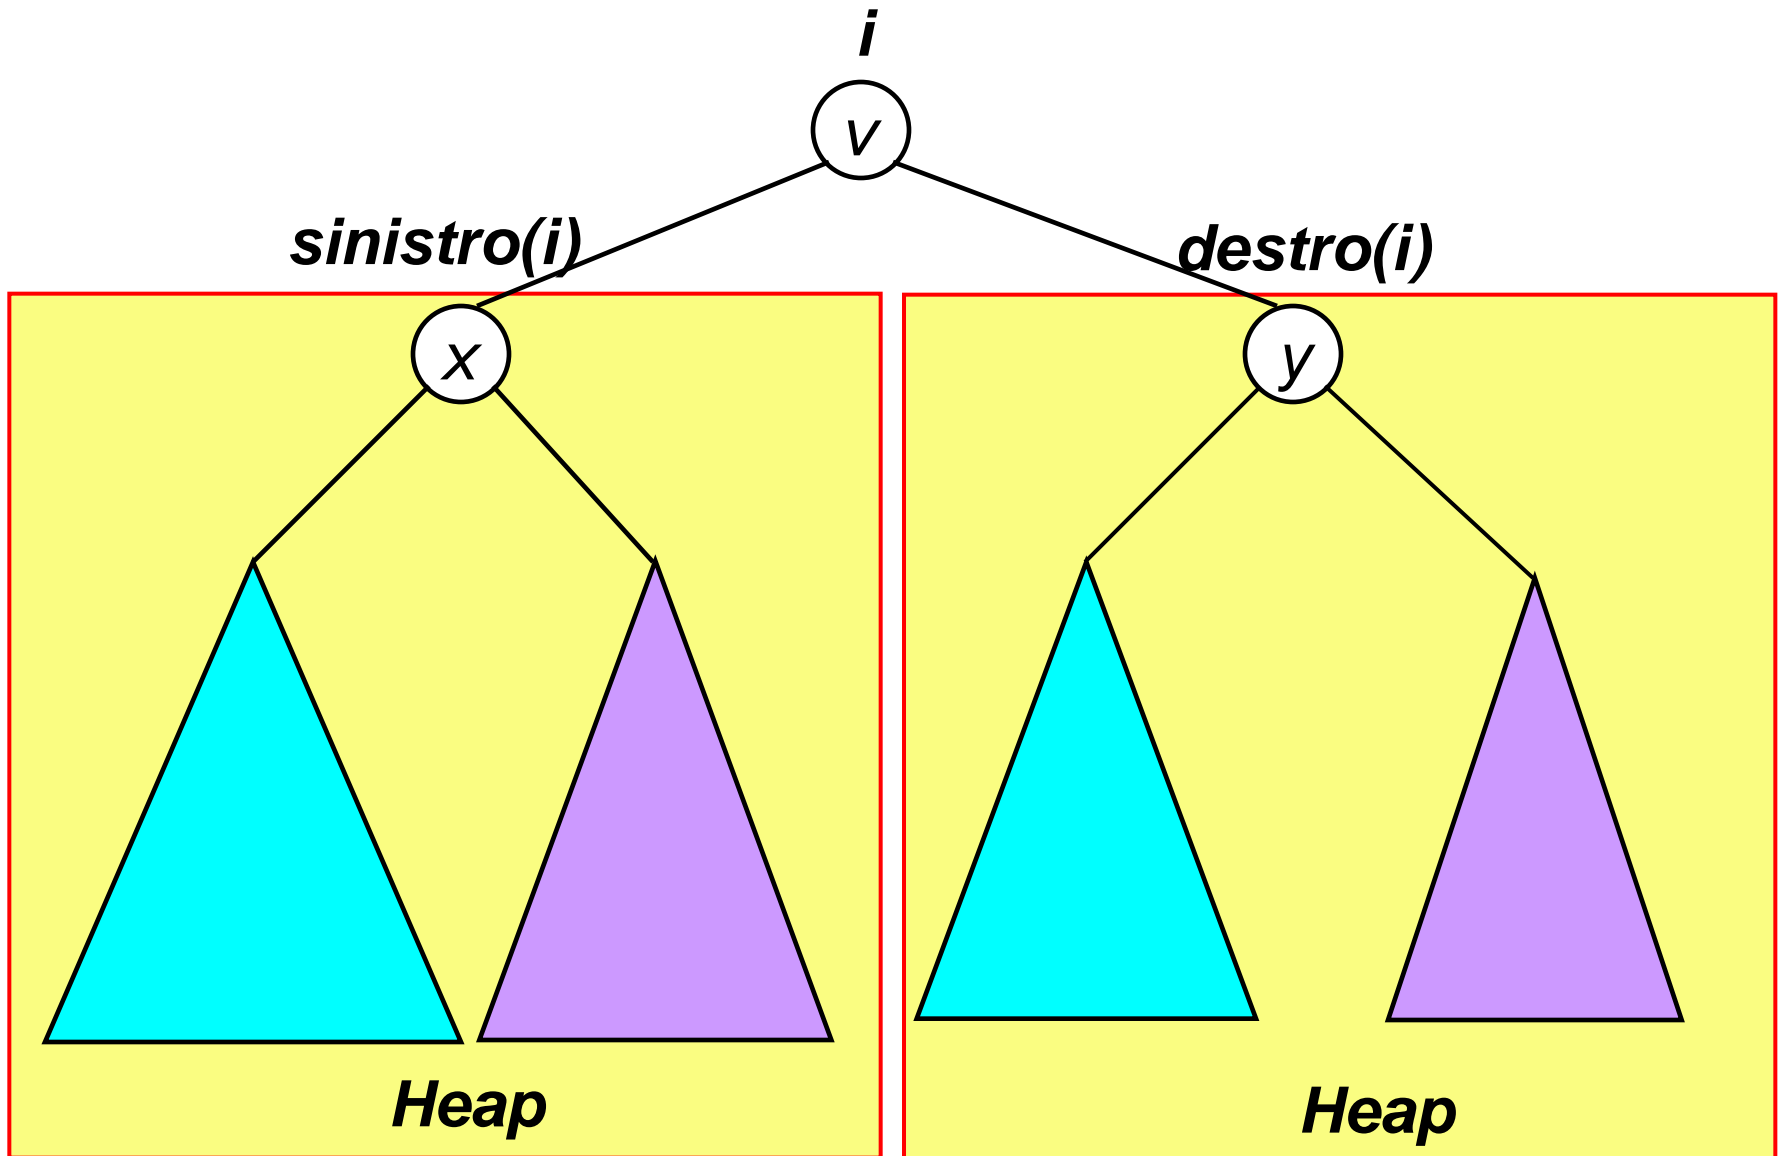 i
v
sinistro(i)
destro(i)
x
y
Heap
Heap